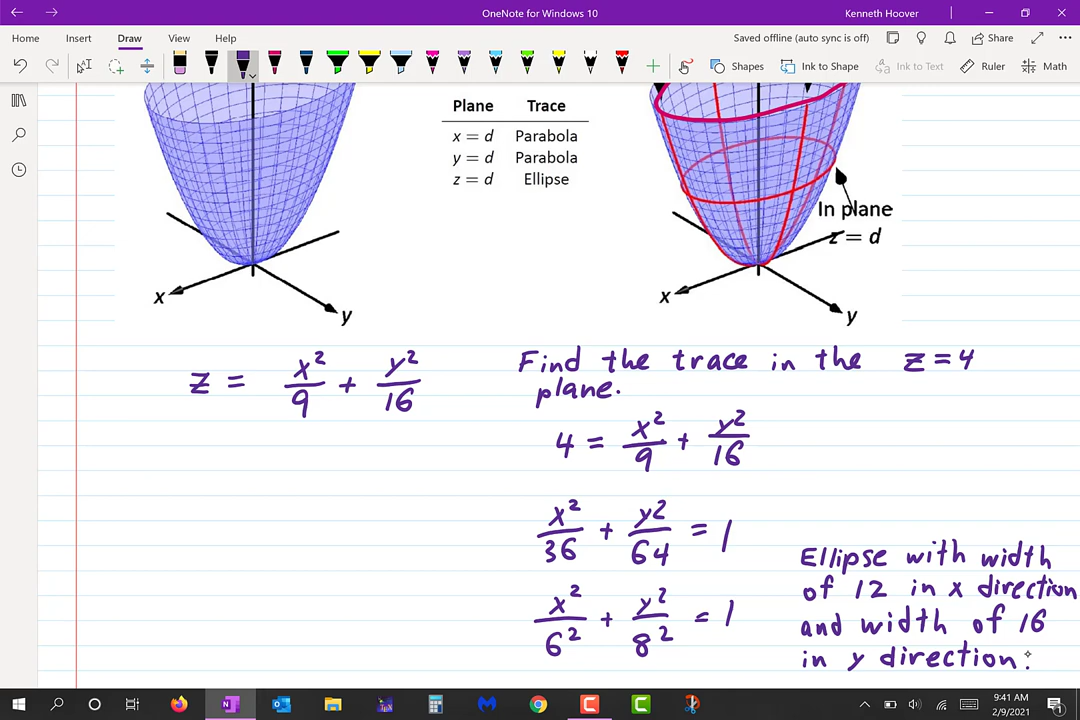 OneNote for Windows 10
Kenneth Hoover
Home Insert Draw View Help
Saved offline (auto sync is off)
Share
Shapes
Ink to Shape
Ink to Text
Ruler
Math
Plane Trace
x = d Parabola
y = d Parabola
z = d Ellipse
In plane
z = d
x
y
x
y
z = x²/9 + y²/16
Find the trace in the z = 4
plane.
4 = x²/9 + y²/16
x²/36 + y²/64 = 1
x²/6² + y²/8² = 1
Ellipse with width
of 12 in x direction
and width of 16
in y direction.
9:41 AM
2/9/2021
1